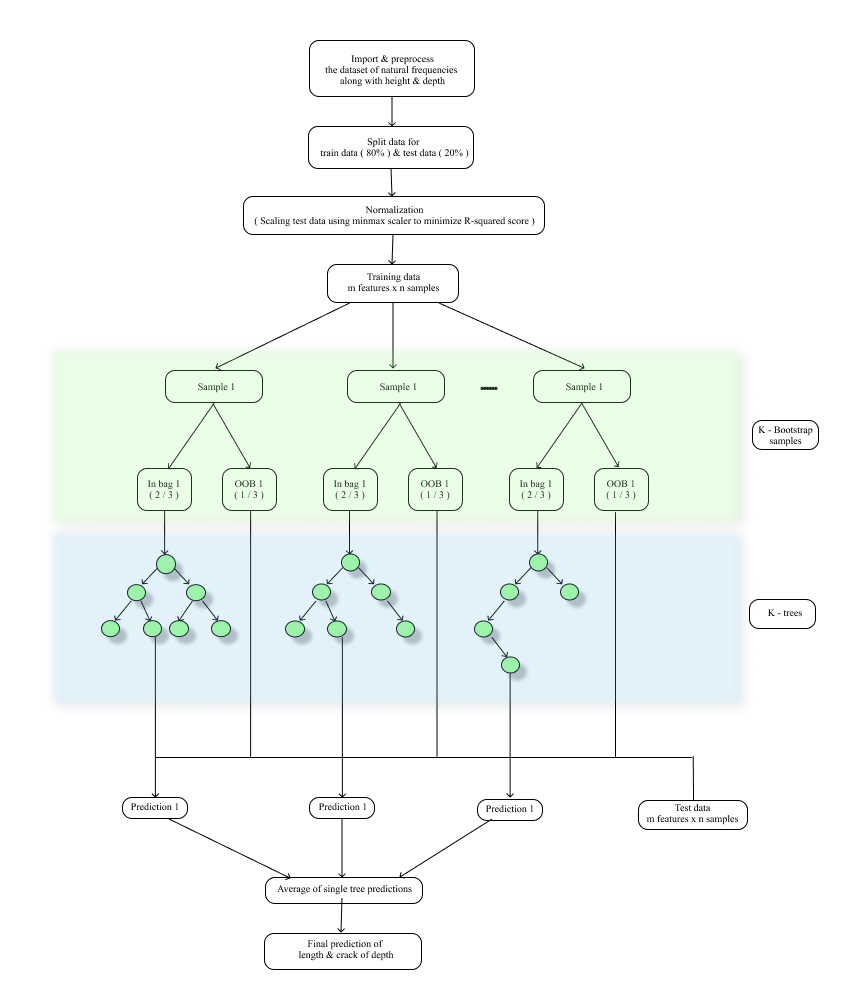 Import & preprocess
the dataset of natural frequencies
along with height & depth
Split data for
train data ( 80% ) & test data ( 20% )
Normalization
( Scaling test data using minmax scaler to minimize R-squared score )
Training data
m features x n samples
Sample 1
Sample 1
Sample 1
K - Bootstrap
samples
In bag 1
( 2 / 3 )
OOB 1
( 1 / 3 )
In bag 1
( 2 / 3 )
OOB 1
( 1 / 3 )
In bag 1
( 2 / 3 )
OOB 1
( 1 / 3 )
K - trees
Prediction 1
Prediction 1
Prediction 1
Test data
m features x n samples
Average of single tree predictions
Final prediction of
length & crack of depth